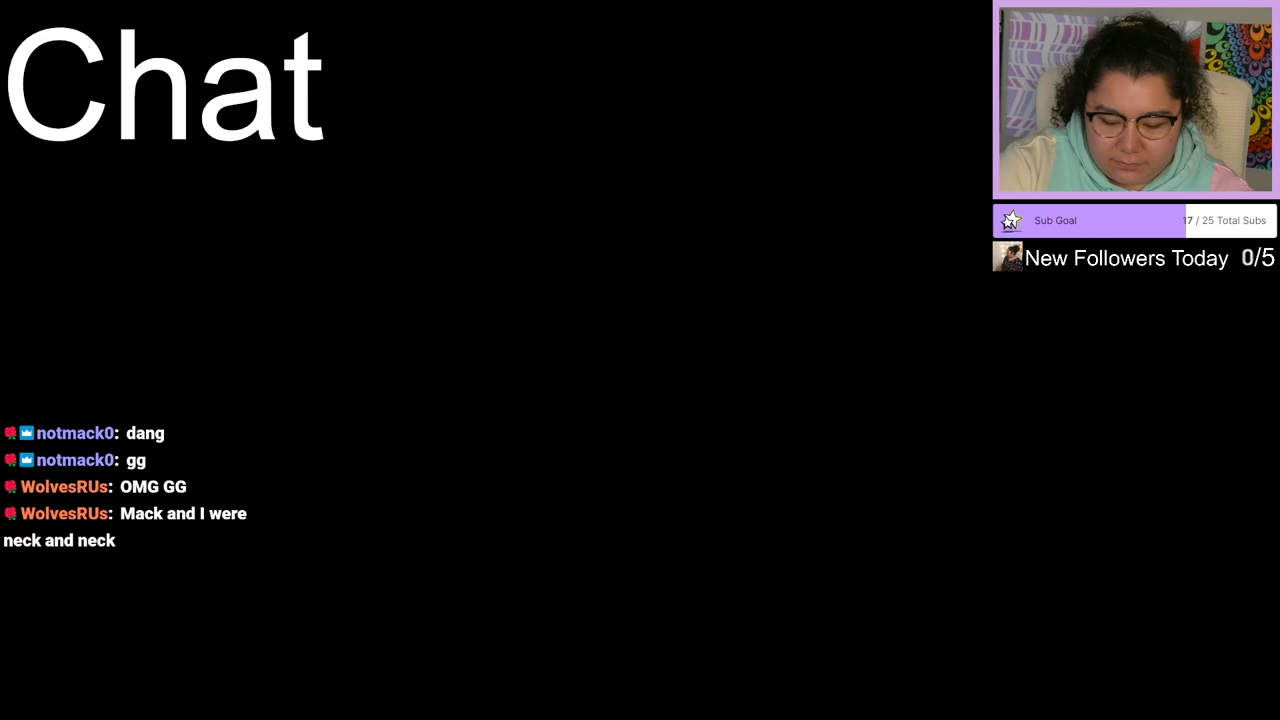 Chat
Sub Goal
17 / 25 Total Subs
New Followers Today 0/5
notmack0: dang
notmack0: gg
WolvesRUs: OMG GG
WolvesRUs: Mack and I were
neck and neck